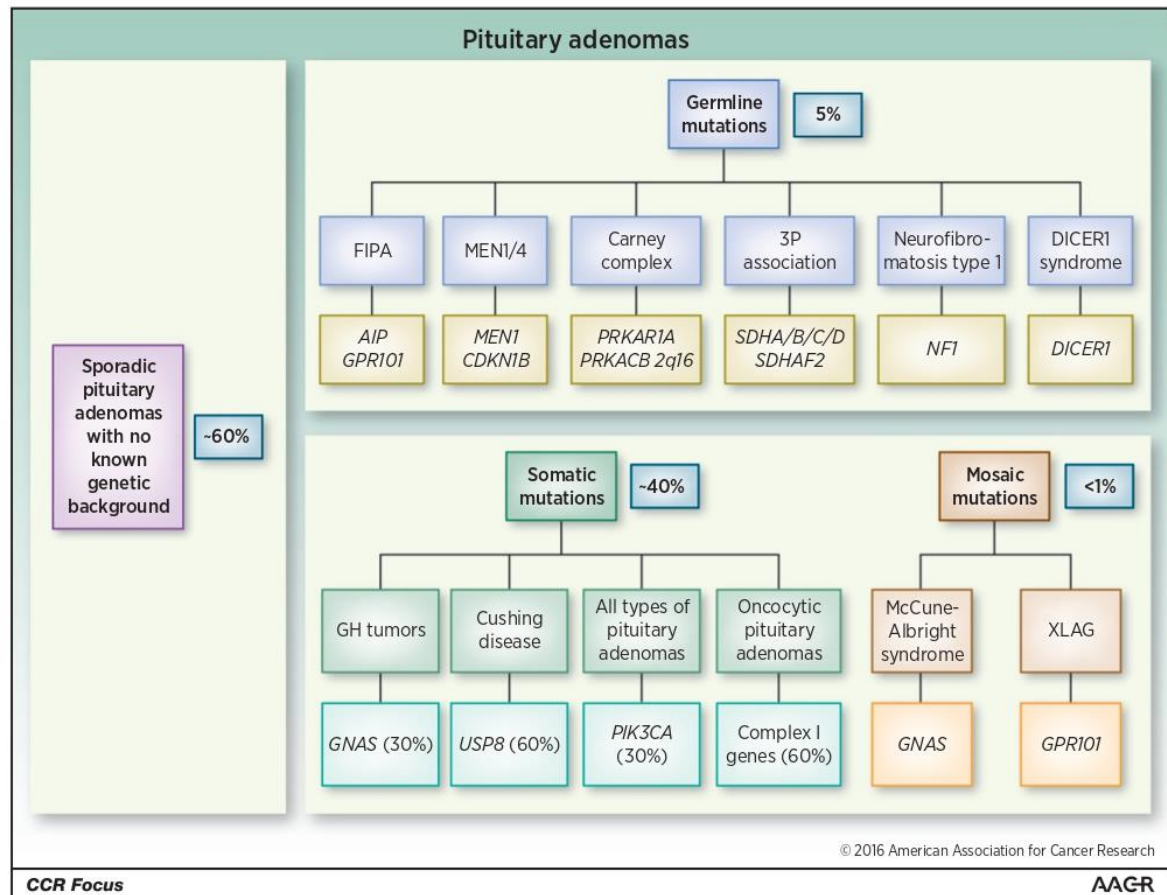 Pituitary adenomas
Sporadic
pituitary
adenomas
with no
known
genetic
background
~60%
Germline
mutations
5%
FIPA
MEN1/4
Carney
complex
3P
association
Neurofibro-
matosis type 1
DICER1
syndrome
AIP
GPR101
MEN1
CDKN1B
PRKAR1A
PRKACB 2q16
SDHA/B/C/D
SDHAF2
NF1
DICER1
Somatic
mutations
~40%
Mosaic
mutations
<1%
GH tumors
Cushing
disease
All types of
pituitary
adenomas
Oncocytic
pituitary
adenomas
McCune-
Albright
syndrome
XLAG
GNAS (30%)
USP8 (60%)
PIK3CA
(30%)
Complex I
genes (60%)
GNAS
GPR101
© 2016 American Association for Cancer Research
CCR Focus
AACR